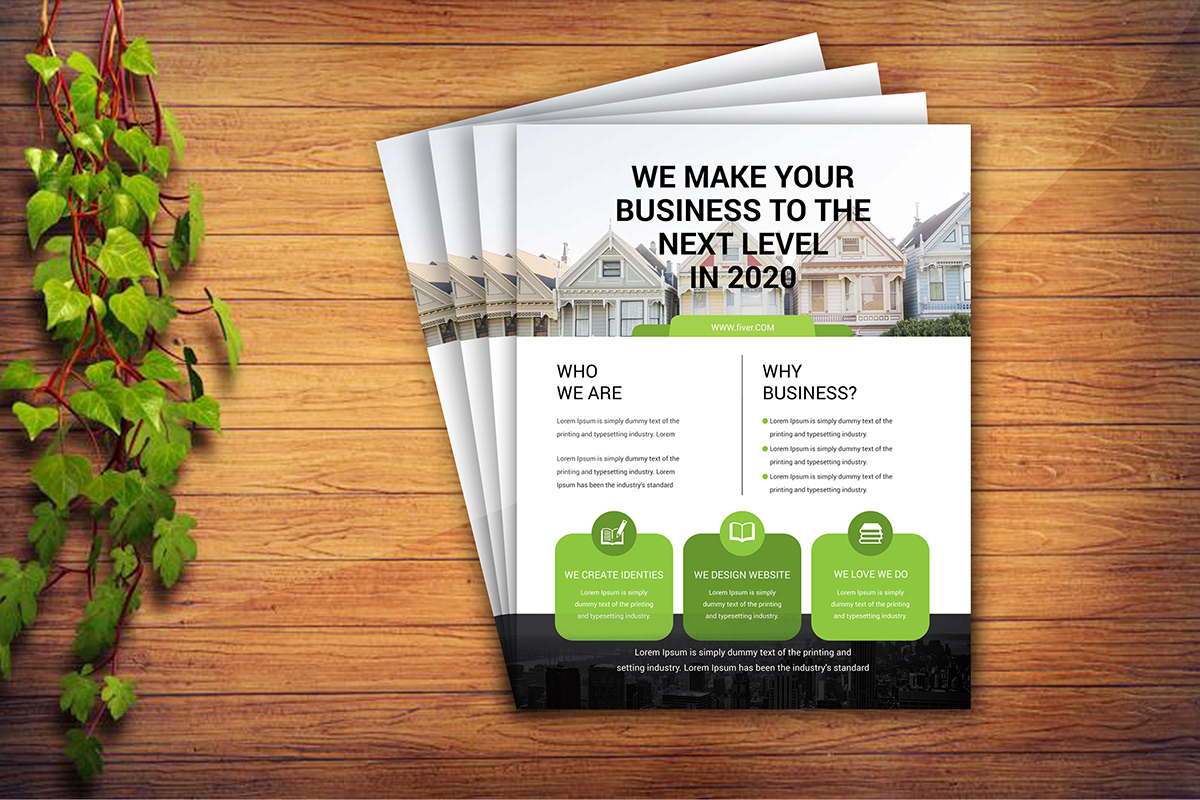 WE MAKE YOUR
BUSINESS TO THE
NEXT LEVEL
IN 2020
WWW.fiver.COM
WHO
WE ARE
Lorem Ipsum is simply dummy text of the
printing and typesetting industry. Lorem
Lorem Ipsum is simply dummy text of the
printing and typesetting industry. Lorem
Ipsum has been the industry's standard
WHY
BUSINESS?
Lorem Ipsum is simply dummy text of the
printing and typesetting industry.
Lorem Ipsum is simply dummy text of the
printing and typesetting industry.
Lorem Ipsum is simply dummy text of the
printing and typesetting industry.
WE CREATE IDENTIES
Lorem Ipsum is simply
dummy text of the printing
and typesetting industry.
WE DESIGN WEBSITE
Lorem Ipsum is simply
dummy text of the printing
and typesetting industry.
WE LOVE WE DO
Lorem Ipsum is simply
dummy text of the printing
and typesetting industry.
Lorem Ipsum is simply dummy text of the printing and
setting industry. Lorem Ipsum has been the industry's standard